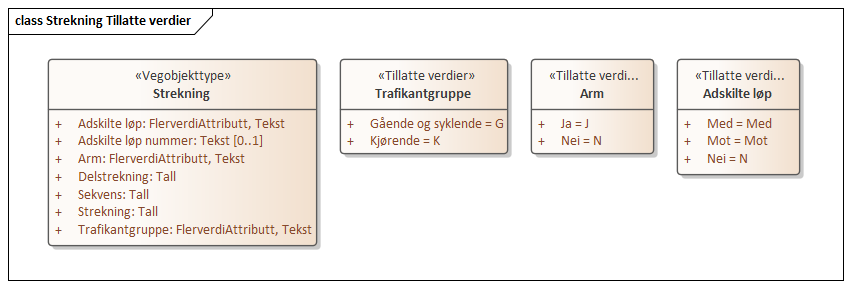 class Strekning Tillatte verdier
«Vegobjekttype»
Strekning
+ Adskilte løp: FlerverdiAttributt, Tekst
+ Adskilte løp nummer: Tekst [0..1]
+ Arm: FlerverdiAttributt, Tekst
+ Delstrekning: Tall
+ Sekvens: Tall
+ Strekning: Tall
+ Trafikantgruppe: FlerverdiAttributt, Tekst
«Tillatte verdier»
Trafikantgruppe
+ Gående og syklende = G
+ Kjørende = K
«Tillatte verdi...
Arm
+ Ja = J
+ Nei = N
«Tillatte verdi...
Adskilte løp
+ Med = Med
+ Mot = Mot
+ Nei = N